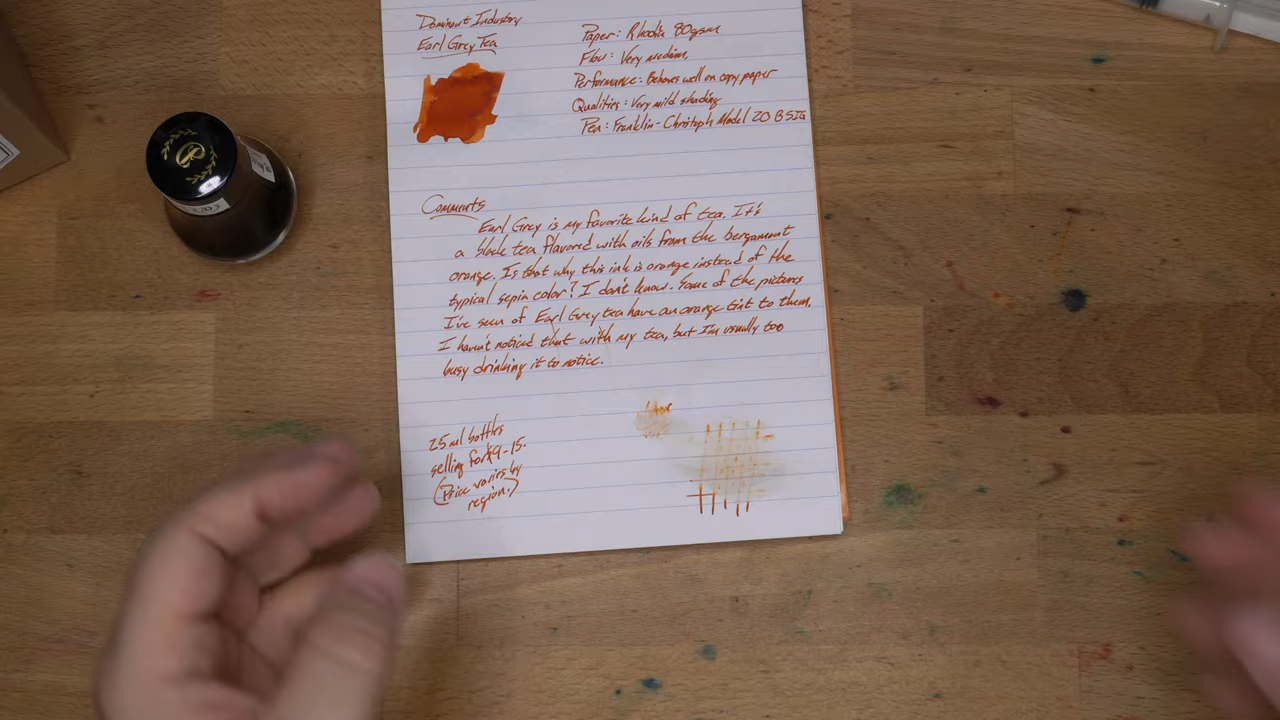 Dominant Industry
Earl Grey Tea
Paper: Rhodia 80gsm
Flow: Very medium,
Performance: Behaves well on copy paper
Qualities: Very mild shading
Pen: Franklin-Christoph Model 20 B SIG
Comments
Earl Grey is my favorite kind of tea. It's
a black tea flavored with oils from the bergamont
orange. Is that why this ink is orange instead of the
typical sepia color? I don't know. Some of the pictures
I've seen of Earl Grey tea have an orange tint to them.
I haven't noticed that with my tea, but I'm usually too
busy drinking it to notice.
25 ml bottles
selling for $9-15.
(Price varies by
region.)